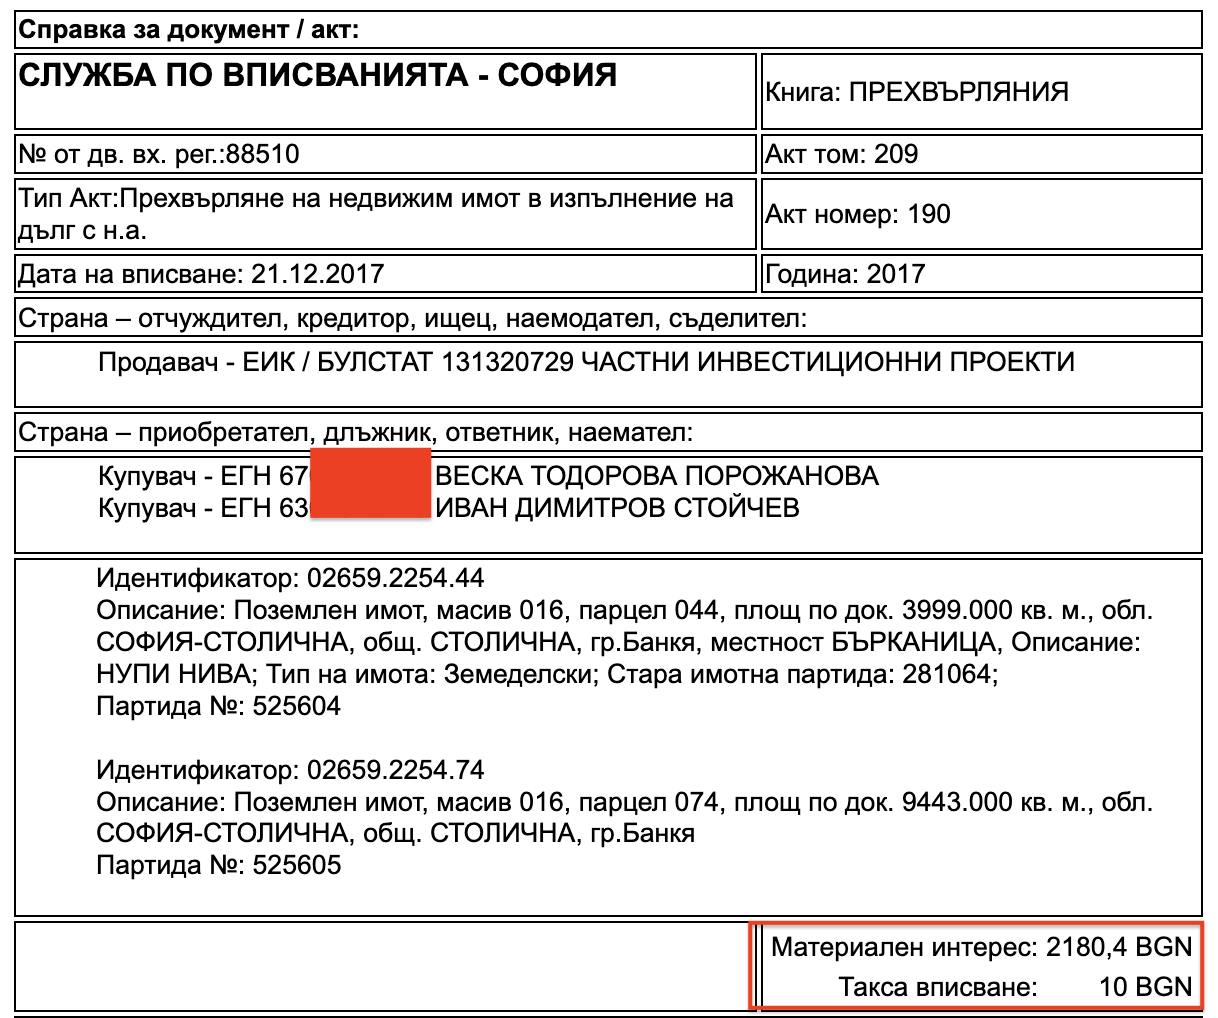 Справка за документ / акт:
СЛУЖБА ПО ВПИСВАНИЯТА - СОФИЯ
Книга: ПРЕХВЪРЛЯНИЯ
№ от дв. вх. рег.:88510
Акт том: 209
Тип Акт:Прехвърляне на недвижим имот в изпълнение на
дълг с н.а.
Акт номер: 190
Дата на вписване: 21.12.2017
Година: 2017
Страна – отчуждител, кредитор, ищец, наемодател, съделител:
Продавач - ЕИК / БУЛСТАТ 131320729 ЧАСТНИ ИНВЕСТИЦИОННИ ПРОЕКТИ
Страна – приобретател, длъжник, ответник, наемател:
Купувач - ЕГН 67 ВЕСКА ТОДОРОВА ПОРОЖАНОВА
Купувач - ЕГН 63 ИВАН ДИМИТРОВ СТОЙЧЕВ
Идентификатор: 02659.2254.44
Описание: Поземлен имот, масив 016, парцел 044, площ по док. 3999.000 кв. м., обл.
СОФИЯ-СТОЛИЧНА, общ. СТОЛИЧНА, гр.Банкя, местност БЪРКАНИЦА, Описание:
НУПИ НИВА; Тип на имота: Земеделски; Стара имотна партида: 281064;
Партида №: 525604
Идентификатор: 02659.2254.74
Описание: Поземлен имот, масив 016, парцел 074, площ по док. 9443.000 кв. м., обл.
СОФИЯ-СТОЛИЧНА, общ. СТОЛИЧНА, гр.Банкя
Партида №: 525605
Материален интерес: 2180,4 BGN
Такса вписване: 10 BGN